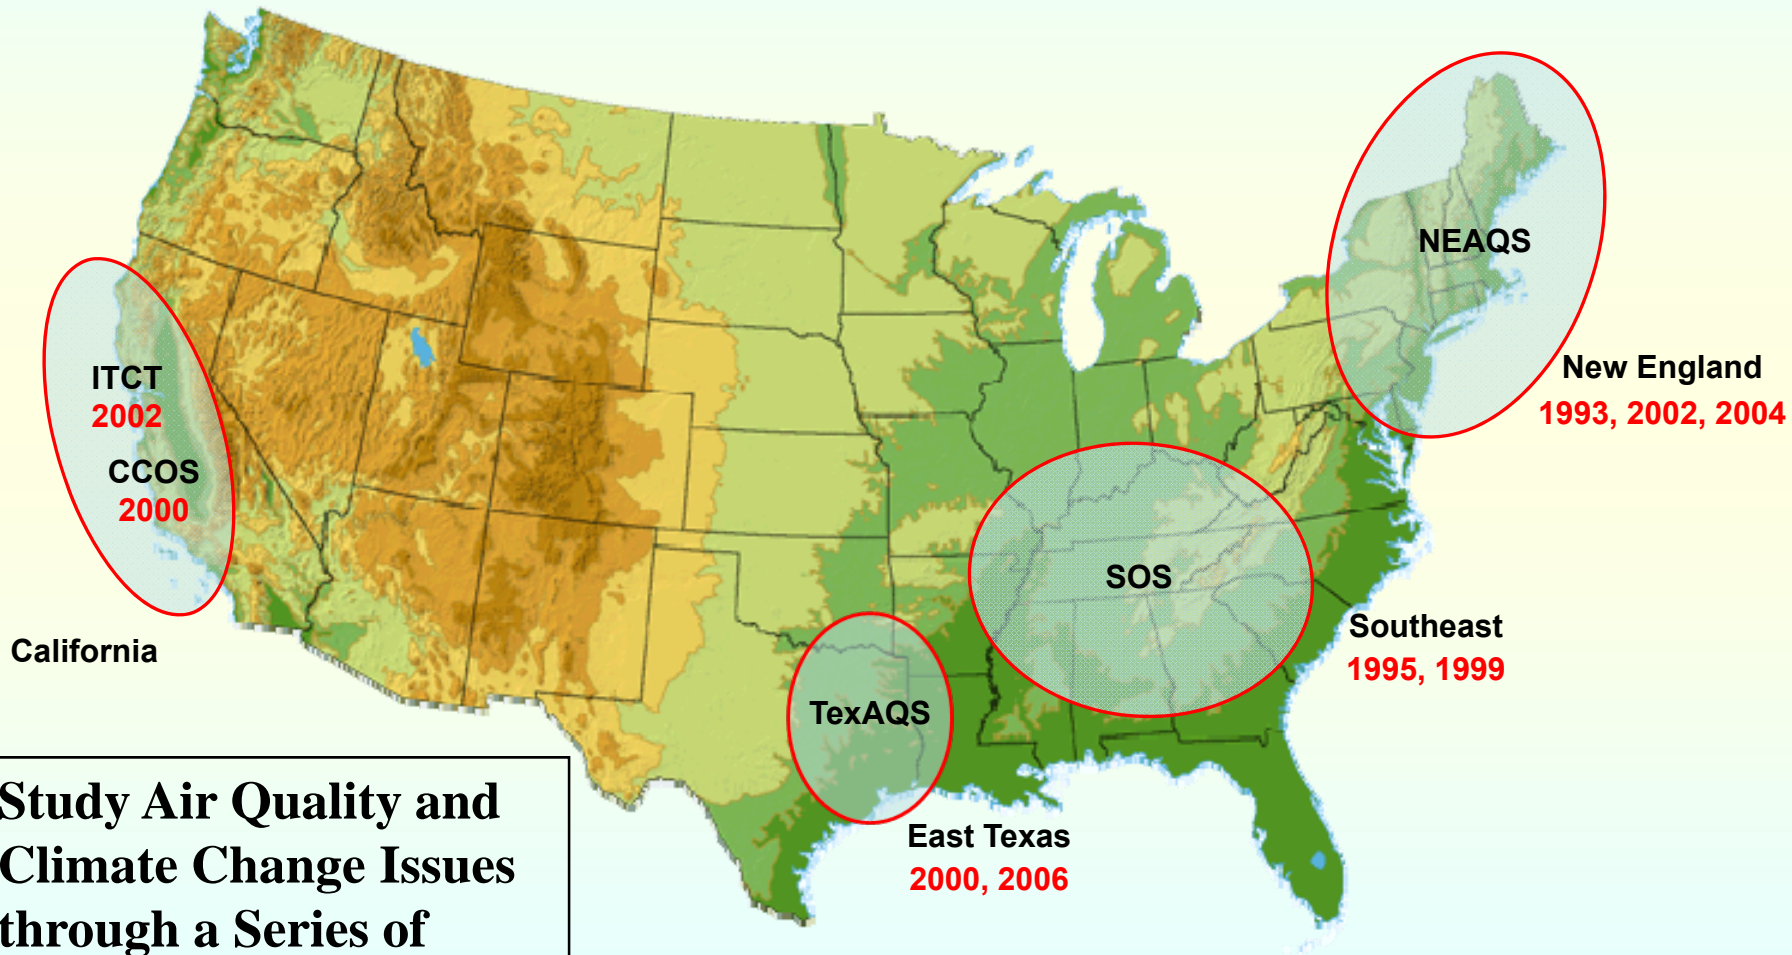 NEAQS
New England
1993, 2002, 2004
ITCT
2002
CCOS
2000
California
SOS
Southeast
1995, 1999
TexAQS
East Texas
2000, 2006
Study Air Quality and
Climate Change Issues
through a Series of